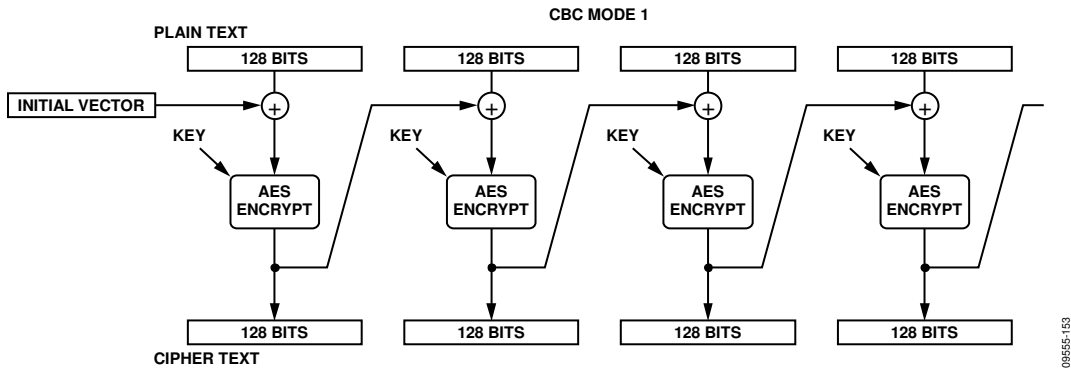 CBC MODE 1
PLAIN TEXT
128 BITS 128 BITS 128 BITS 128 BITS
INITIAL VECTOR + + + +
KEY KEY KEY KEY
AES AES AES AES
ENCRYPT ENCRYPT ENCRYPT ENCRYPT
128 BITS 128 BITS 128 BITS 128 BITS
CIPHER TEXT
09555-153